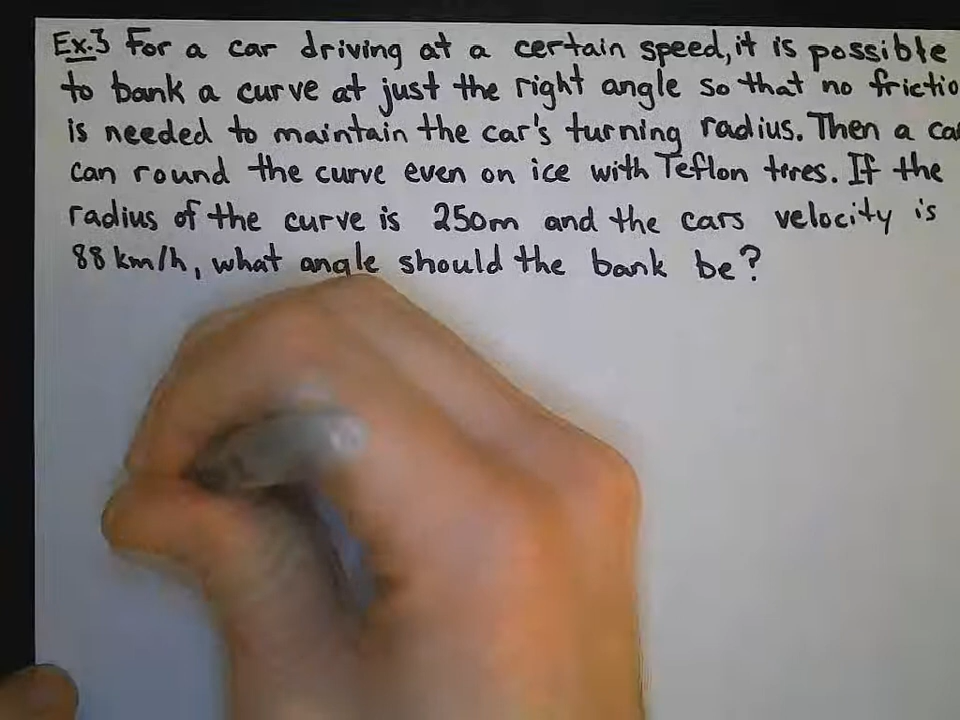 Ex.3 For a car driving at a certain speed, it is possible
to bank a curve at just the right angle so that no frictio
is needed to maintain the car's turning radius. Then a ca
can round the curve even on ice with Teflon tires. If the
radius of the curve is 250m and the cars velocity is
88 km/h, what angle should the bank be?